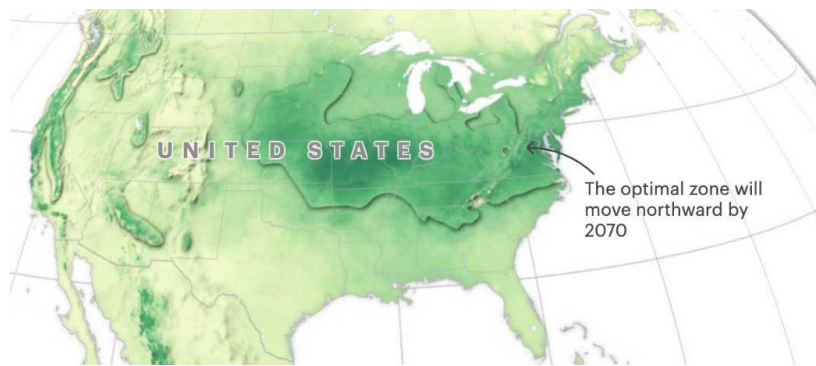 UNITED STATES
The optimal zone will
move northward by
2070